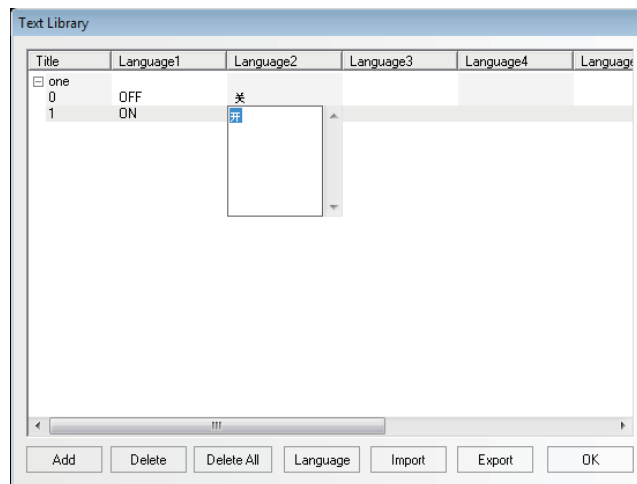 Text Library
Title Language1 Language2 Language3 Language4 Language
one
0 OFF 关
1 ON 开
Add Delete Delete All Language Import Export OK